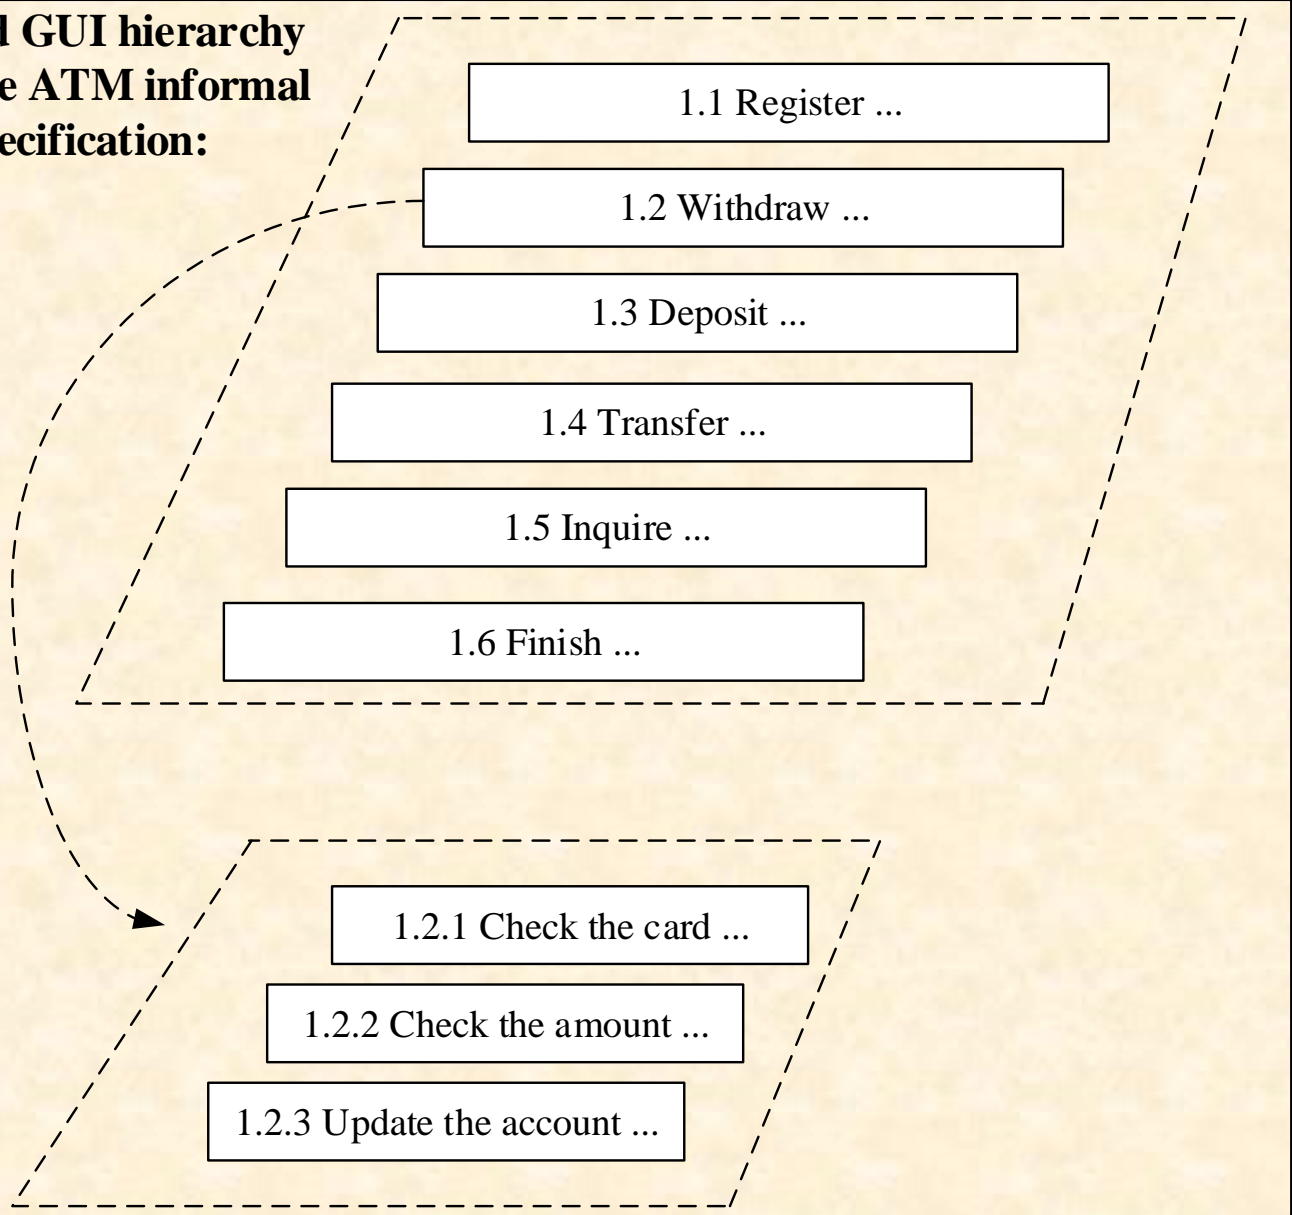 GUI hierarchy
ATM informal
1.1 Register ...
1.2 Withdraw ...
1.3 Deposit ...
1.4 Transfer ...
1.5 Inquire ...
1.6 Finish ...
1.2.1 Check the card ...
1.2.2 Check the amount ...
1.2.3 Update the account ...